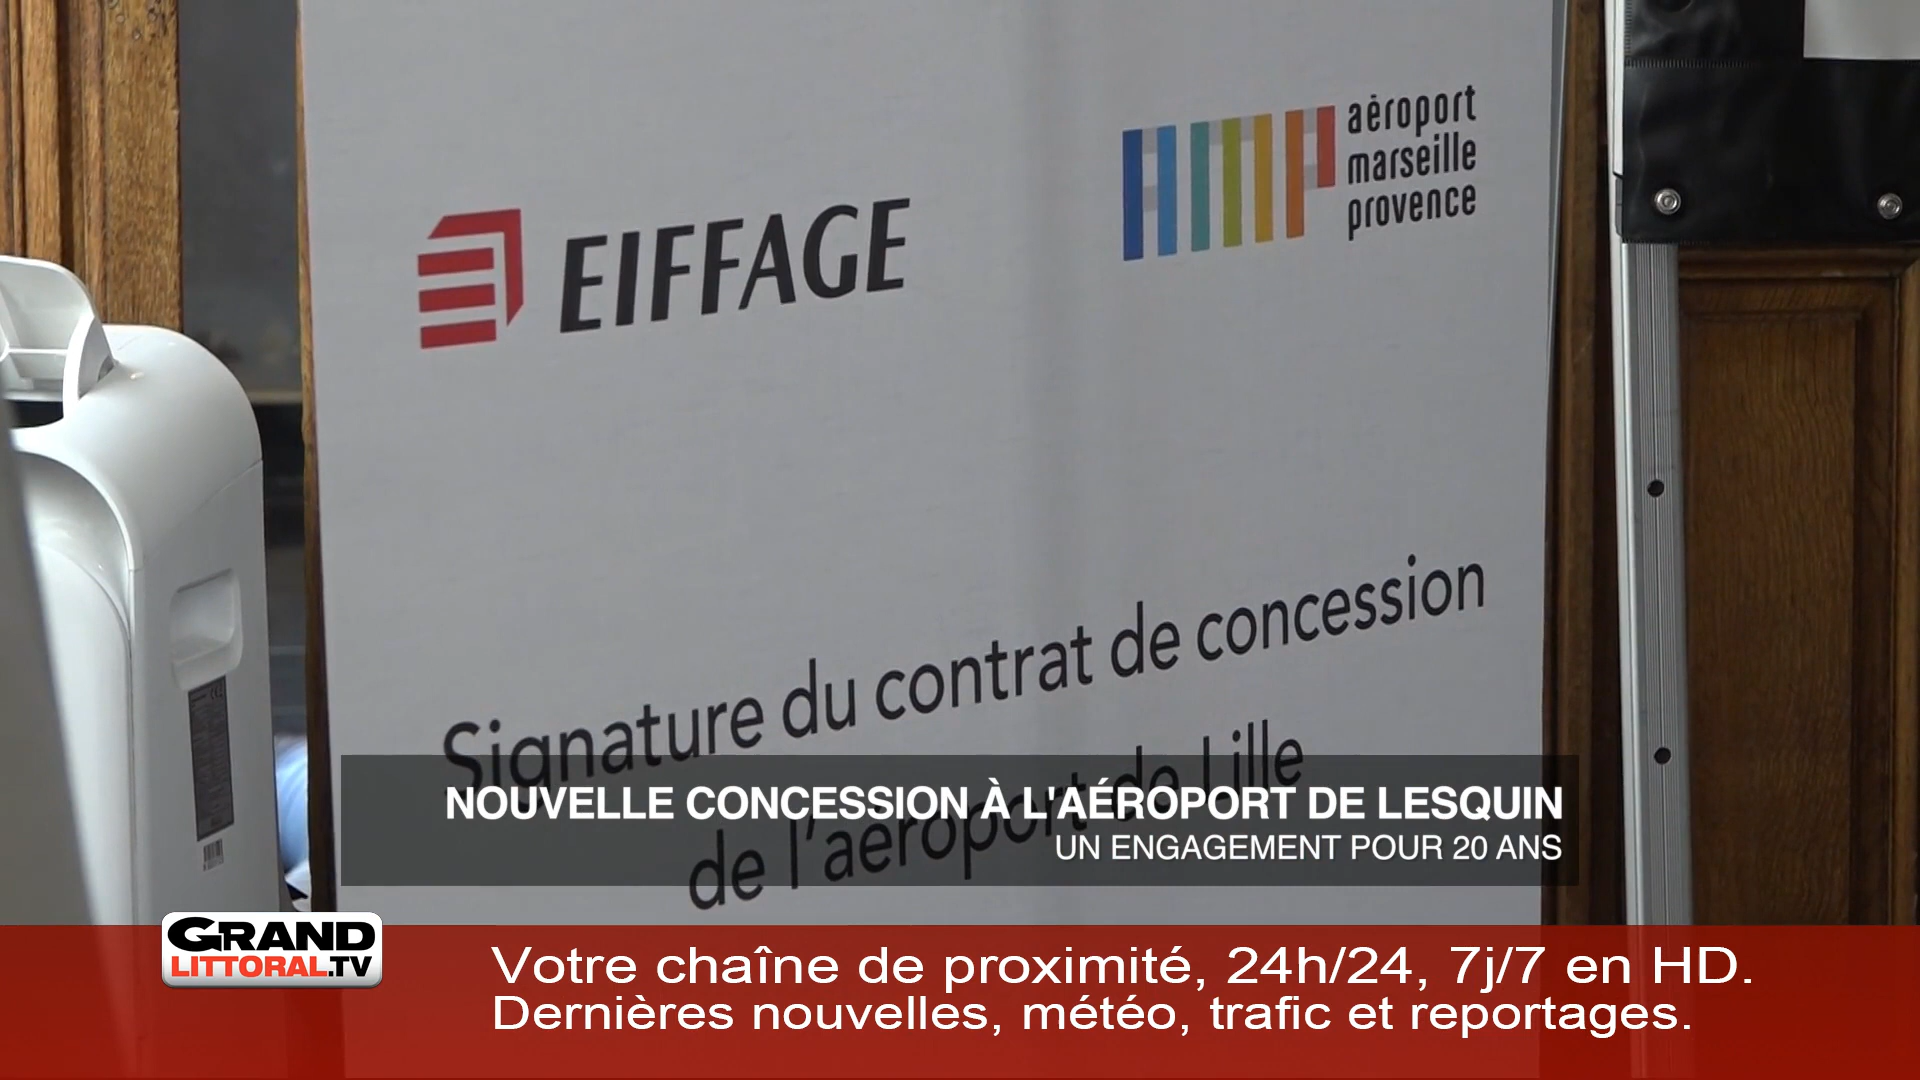 EIFFAGE
aéroport
marseille
provence
Signature du contrat de concession
de l'aéroport de Lille
NOUVELLE CONCESSION À L'AÉROPORT DE LESQUIN
UN ENGAGEMENT POUR 20 ANS
GRAND
LITTORAL.TV
Votre chaîne de proximité, 24h/24, 7j/7 en HD.
Dernières nouvelles, météo, trafic et reportages.